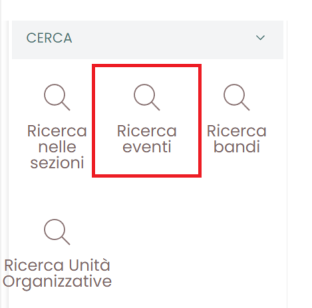 CERCA
Ricerca
nelle
sezioni
Ricerca
eventi
Ricerca
bandi
Ricerca Unità
Organizzative